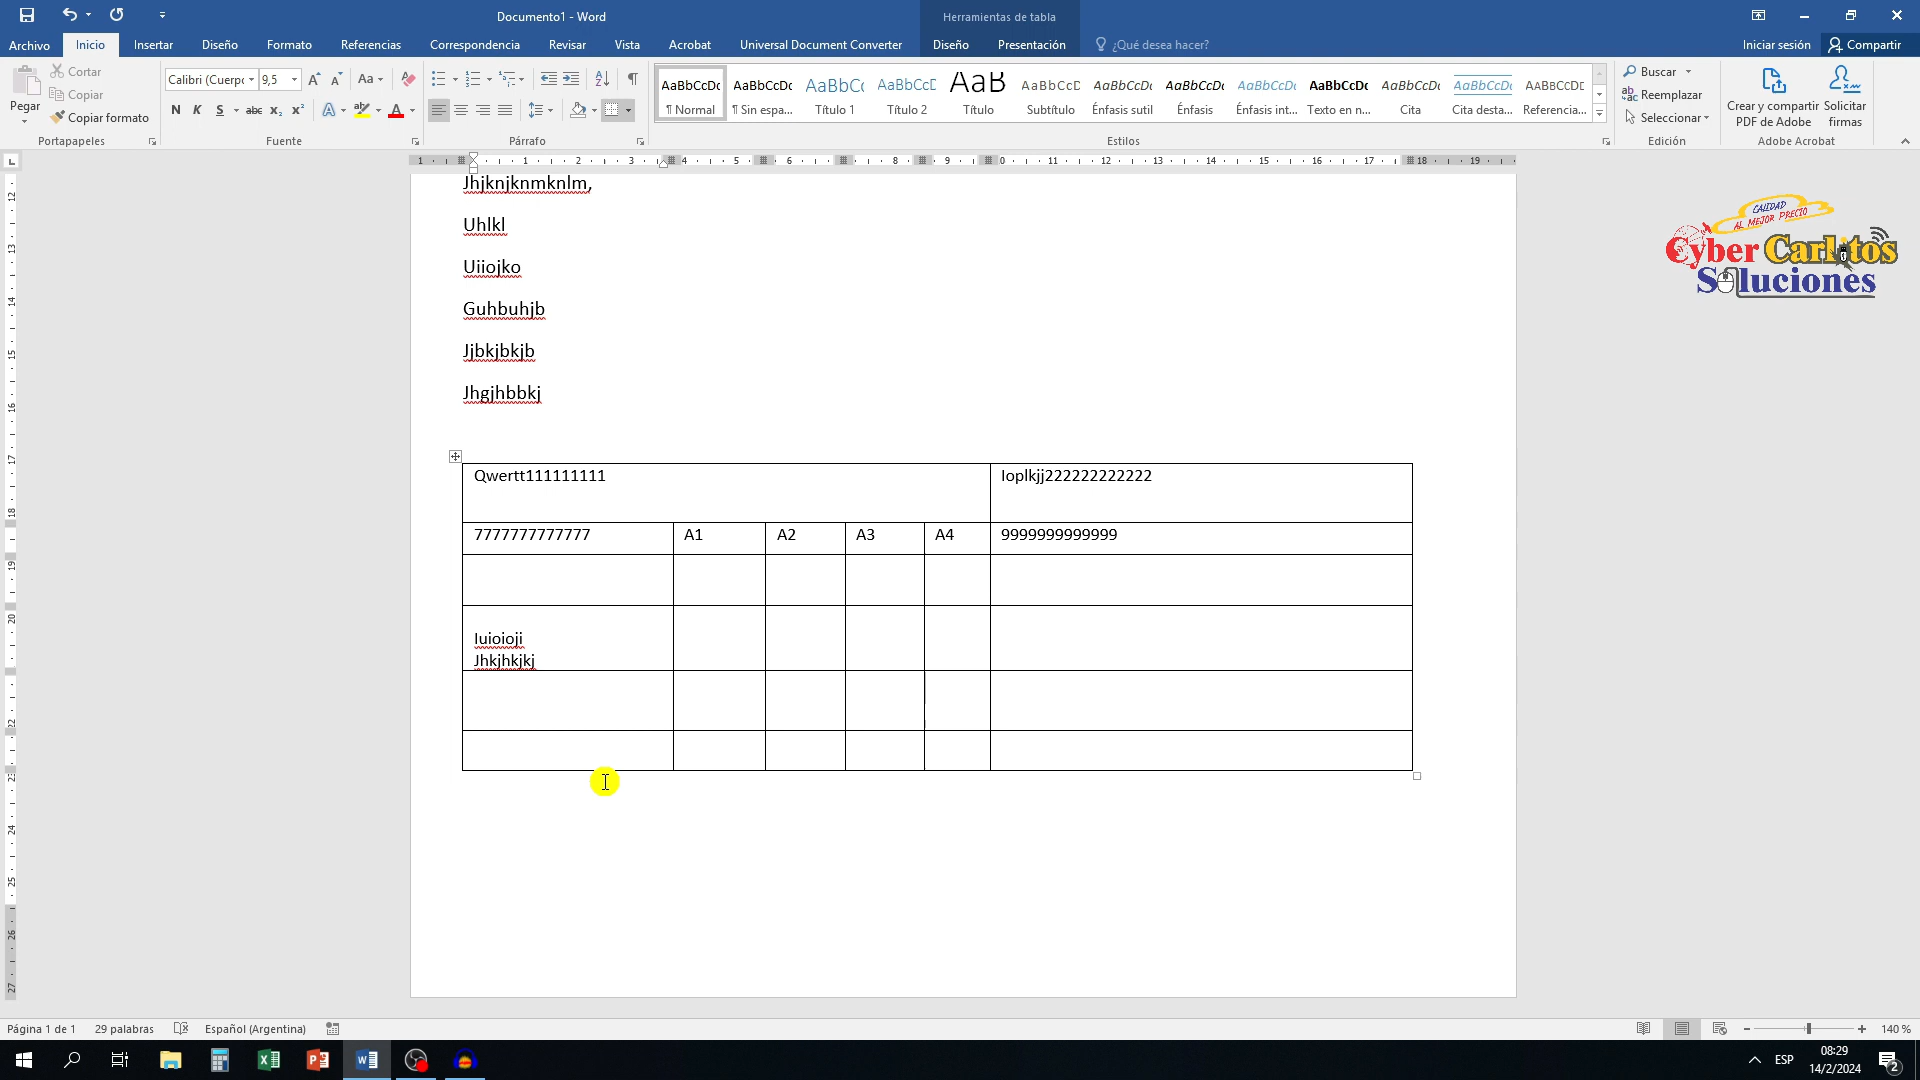 Documento1 - Word
Herramientas de tabla
Archivo
Inicio
Insertar
Diseño
Formato
Referencias
Correspondencia
Revisar
Vista
Acrobat
Universal Document Converter
Diseño
Presentación
¿Qué desea hacer?
Iniciar sesión
Compartir
Pegar
Cortar
Copiar
Copiar formato
Portapapeles
Calibri (Cuerpo
9,5
Aa
N K S abc x₂ x²
Fuente
Párrafo
AaBbCcDc
¶ Normal
AaBbCcDc
¶ Sin espa...
AaBbCc
Título 1
AaBbCcD
Título 2
AaB
Título
AaBbCcD
Subtítulo
AaBbCcDc
Énfasis sutil
AaBbCcDc
Énfasis
AaBbCcDc
Énfasis int...
AaBbCcDc
Texto en n...
AaBbCcDc
Cita
AaBbCcDc
Cita desta...
AABBCCDE
Referencia...
Estilos
Buscar
Reemplazar
Seleccionar
Edición
Crear y compartir
PDF de Adobe
Solicitar
firmas
Adobe Acrobat
Jhjknjknmknlm,
Uhlkl
Uiiojko
Guhbuhjb
Jjbkjbkjb
Jhgjhbbkj
Qwertt111111111
Ioplkjj222222222222
7777777777777
A1
A2
A3
A4
9999999999999
Iuioioji
Jhkjhkjkj
CALIDAD
AL MEJOR PRECIO
Cyber Carlitos
Soluciones
Página 1 de 1
29 palabras
Español (Argentina)
140 %
ESP
08:29
14/2/2024
2